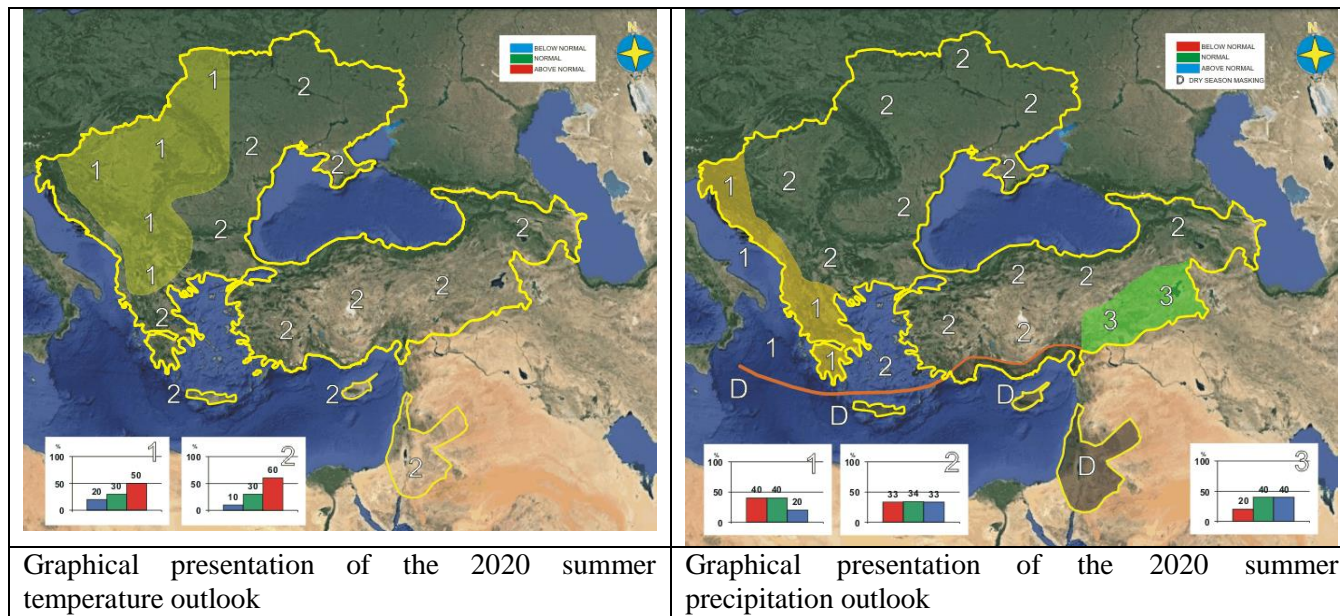 N
BELOW NORMAL
NORMAL
ABOVE NORMAL
1
2
1
1
2
2
1
2
2
1
2
2
2
2
2
2
2
%
1
100
50
0
20 30 50
%
2
100
50
0
10 30 60
Graphical presentation of the 2020 summer
temperature outlook
N
BELOW NORMAL
NORMAL
ABOVE NORMAL
D DRY SEASON MASKING
2
2
2
2
1
2
2
1
2
2
2
2
1
3
3
2
2
1
2
1
D
D
D
D
%
1
100
50
0
40 40 20
%
2
100
50
0
33 34 33
%
3
100
50
0
20 40 40
Graphical presentation of the 2020 summer
precipitation outlook